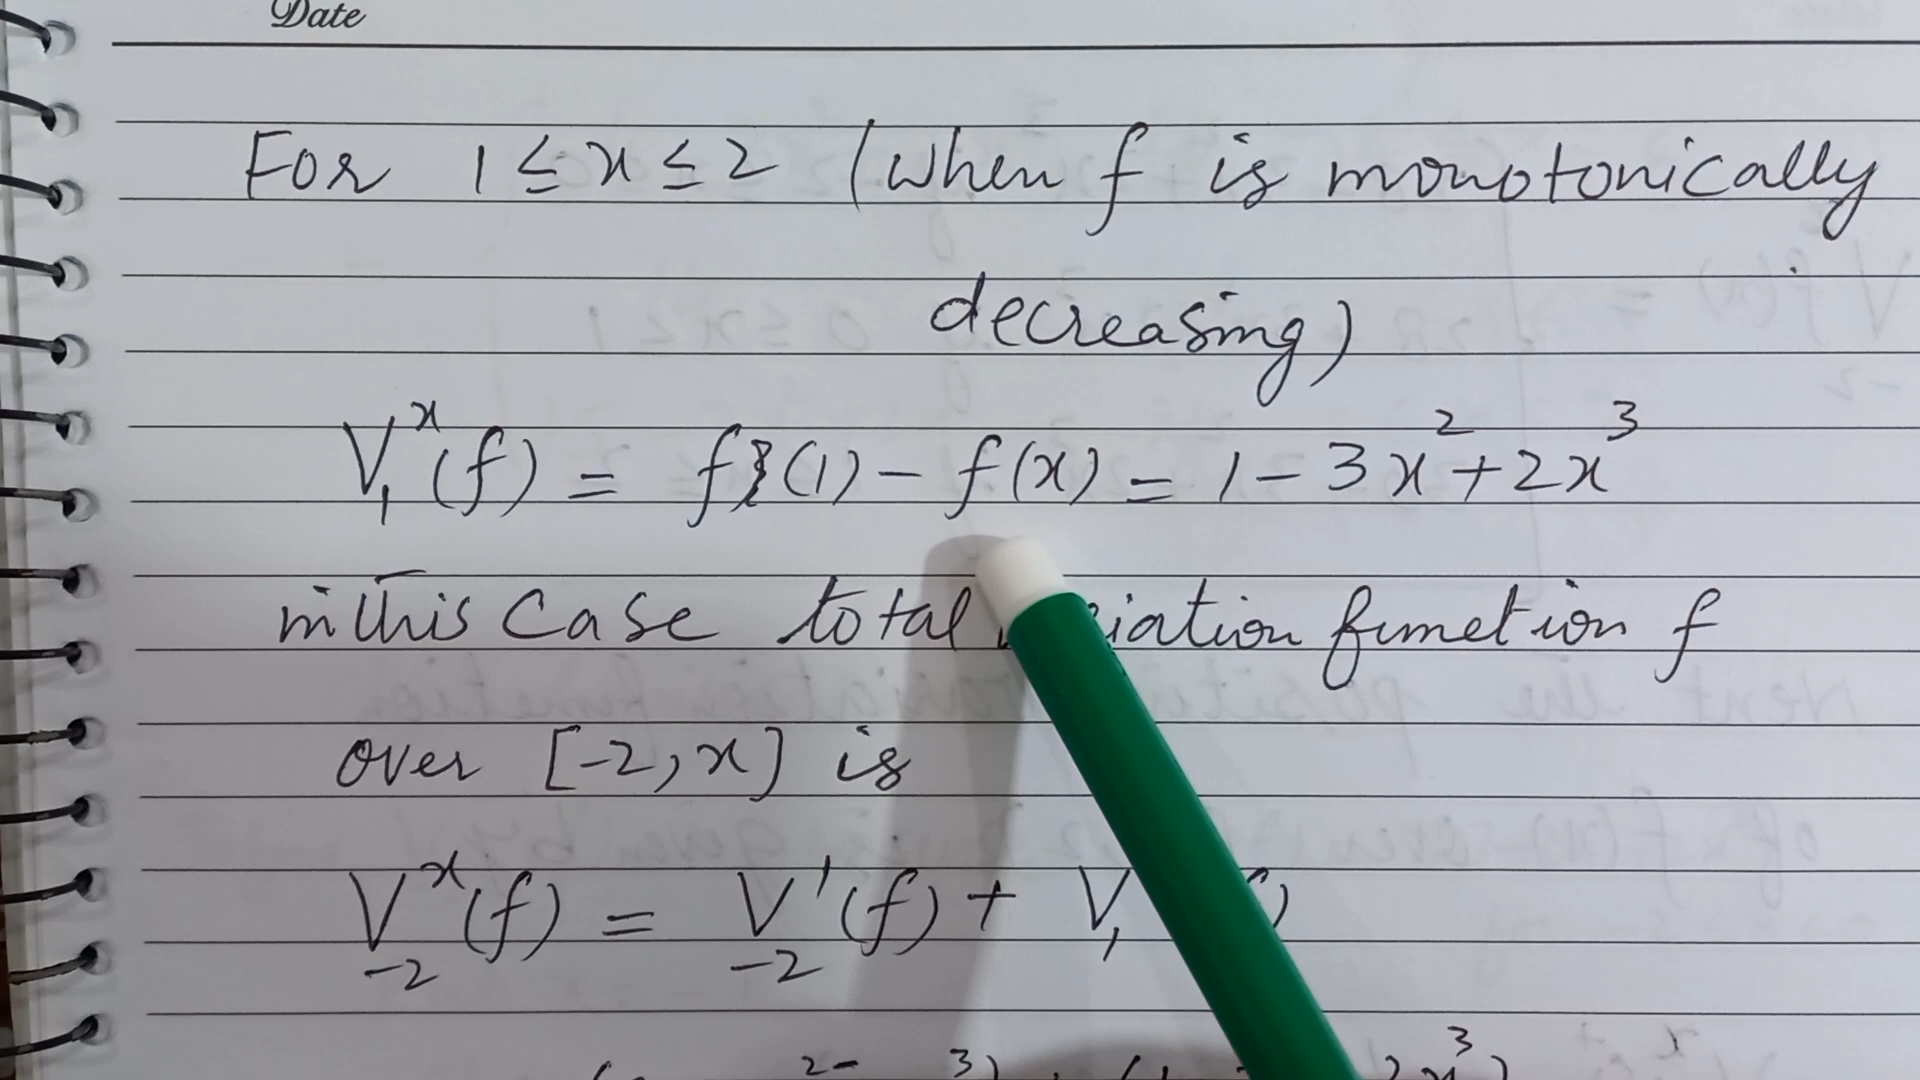 Date
For 1 ≤ x ≤ 2 (when f is monotonically
decreasing)
V₁ˣ(f) = f(1) - f(x) = 1 - 3x² + 2x³
in this case total function f
over [-2, x] is
V₋₂ˣ(f) = V₋₂¹(f) + V₁